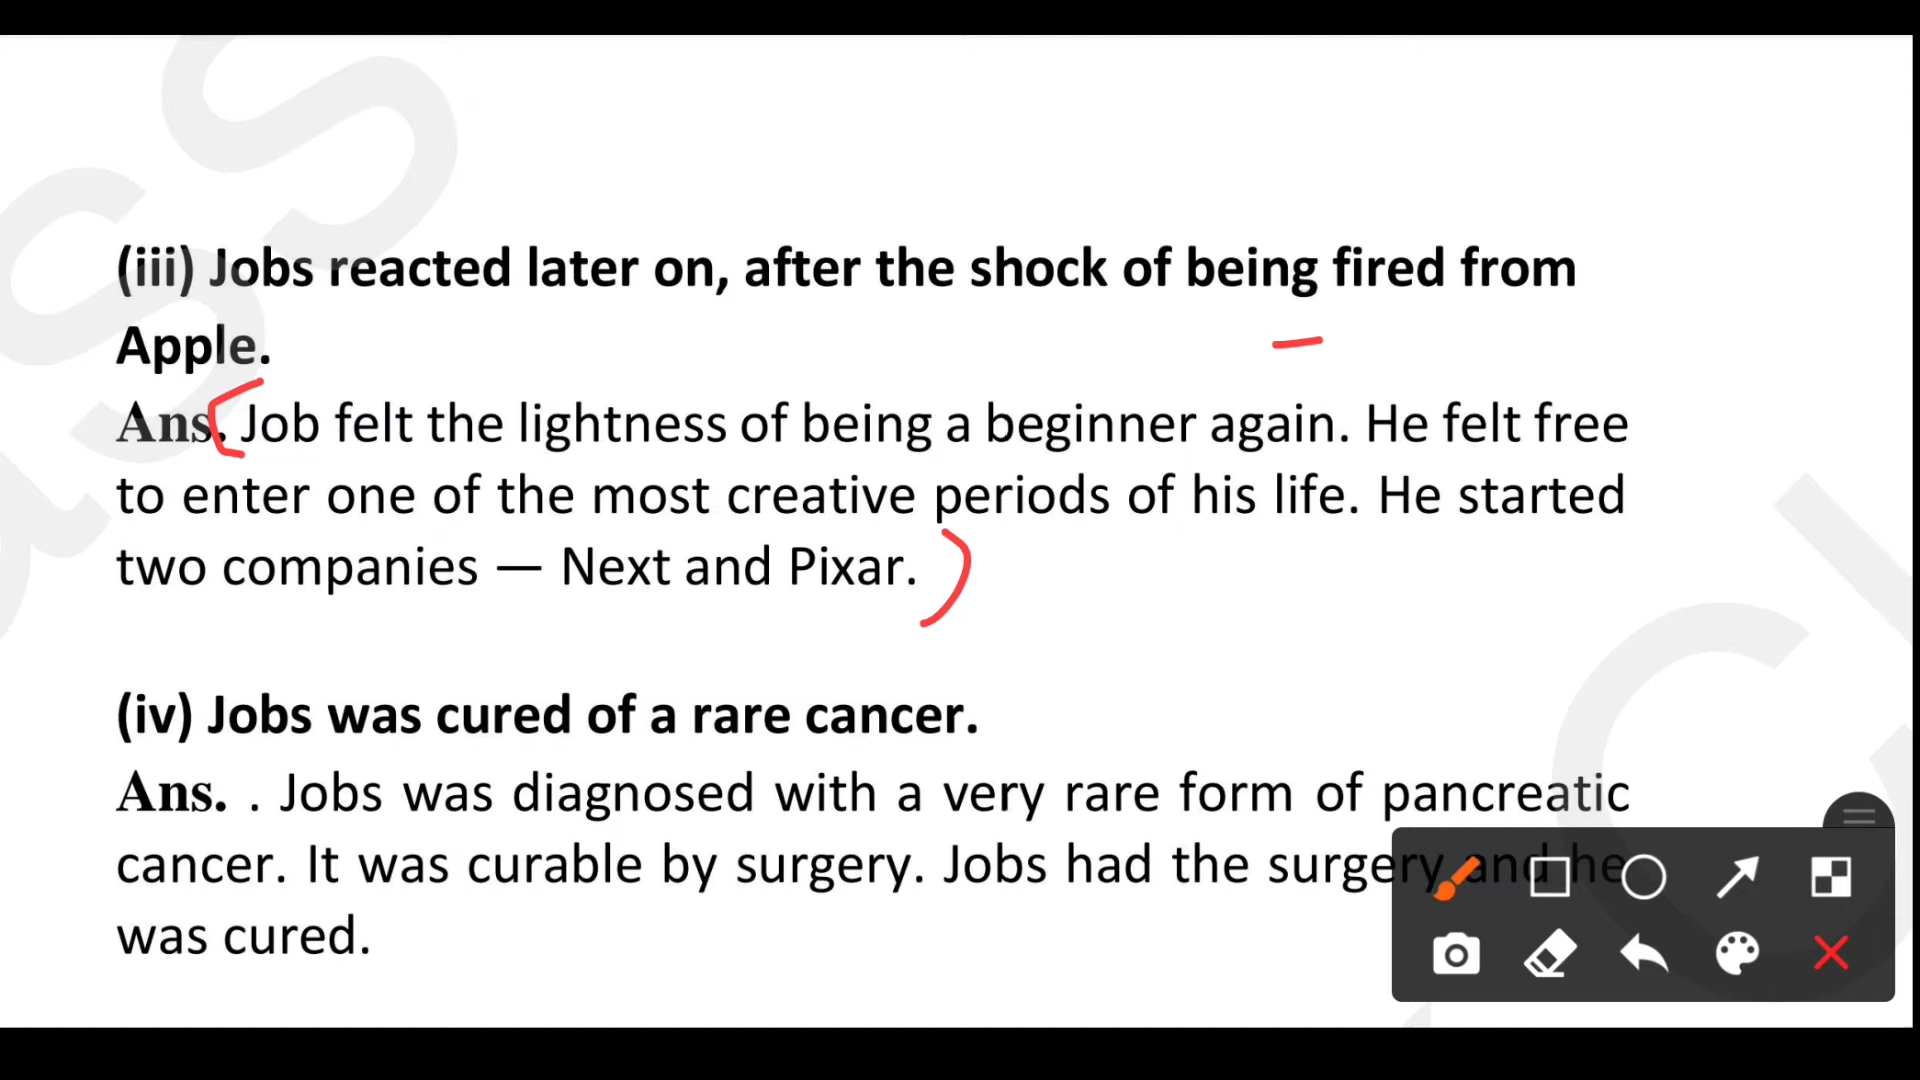 (iii) Jobs reacted later on, after the shock of being fired from
Apple.
Ans. Job felt the lightness of being a beginner again. He felt free
to enter one of the most creative periods of his life. He started
two companies — Next and Pixar.
(iv) Jobs was cured of a rare cancer.
Ans. . Jobs was diagnosed with a very rare form of pancreatic
cancer. It was curable by surgery. Jobs had the surgery and he
was cured.